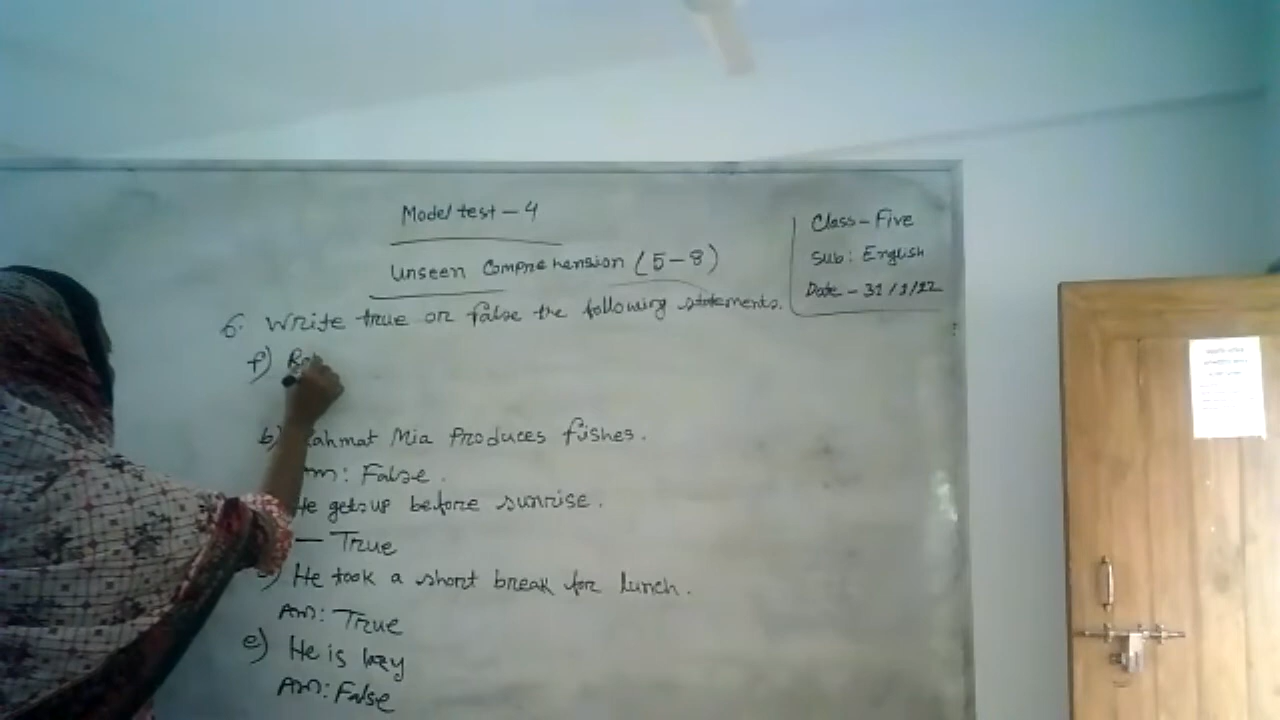 Model test - 4
Unseen Comprehension (5-8)
Class - Five
Sub: English
Date - 31/1/22
6. Write true or false the following statements.
f) Ra
b) Rahmat Mia Produces fishes.
Ans: False.
He gets up before sunrise.
— True
He took a short break for lunch.
Ans: True
e) He is lazy
Ans: False